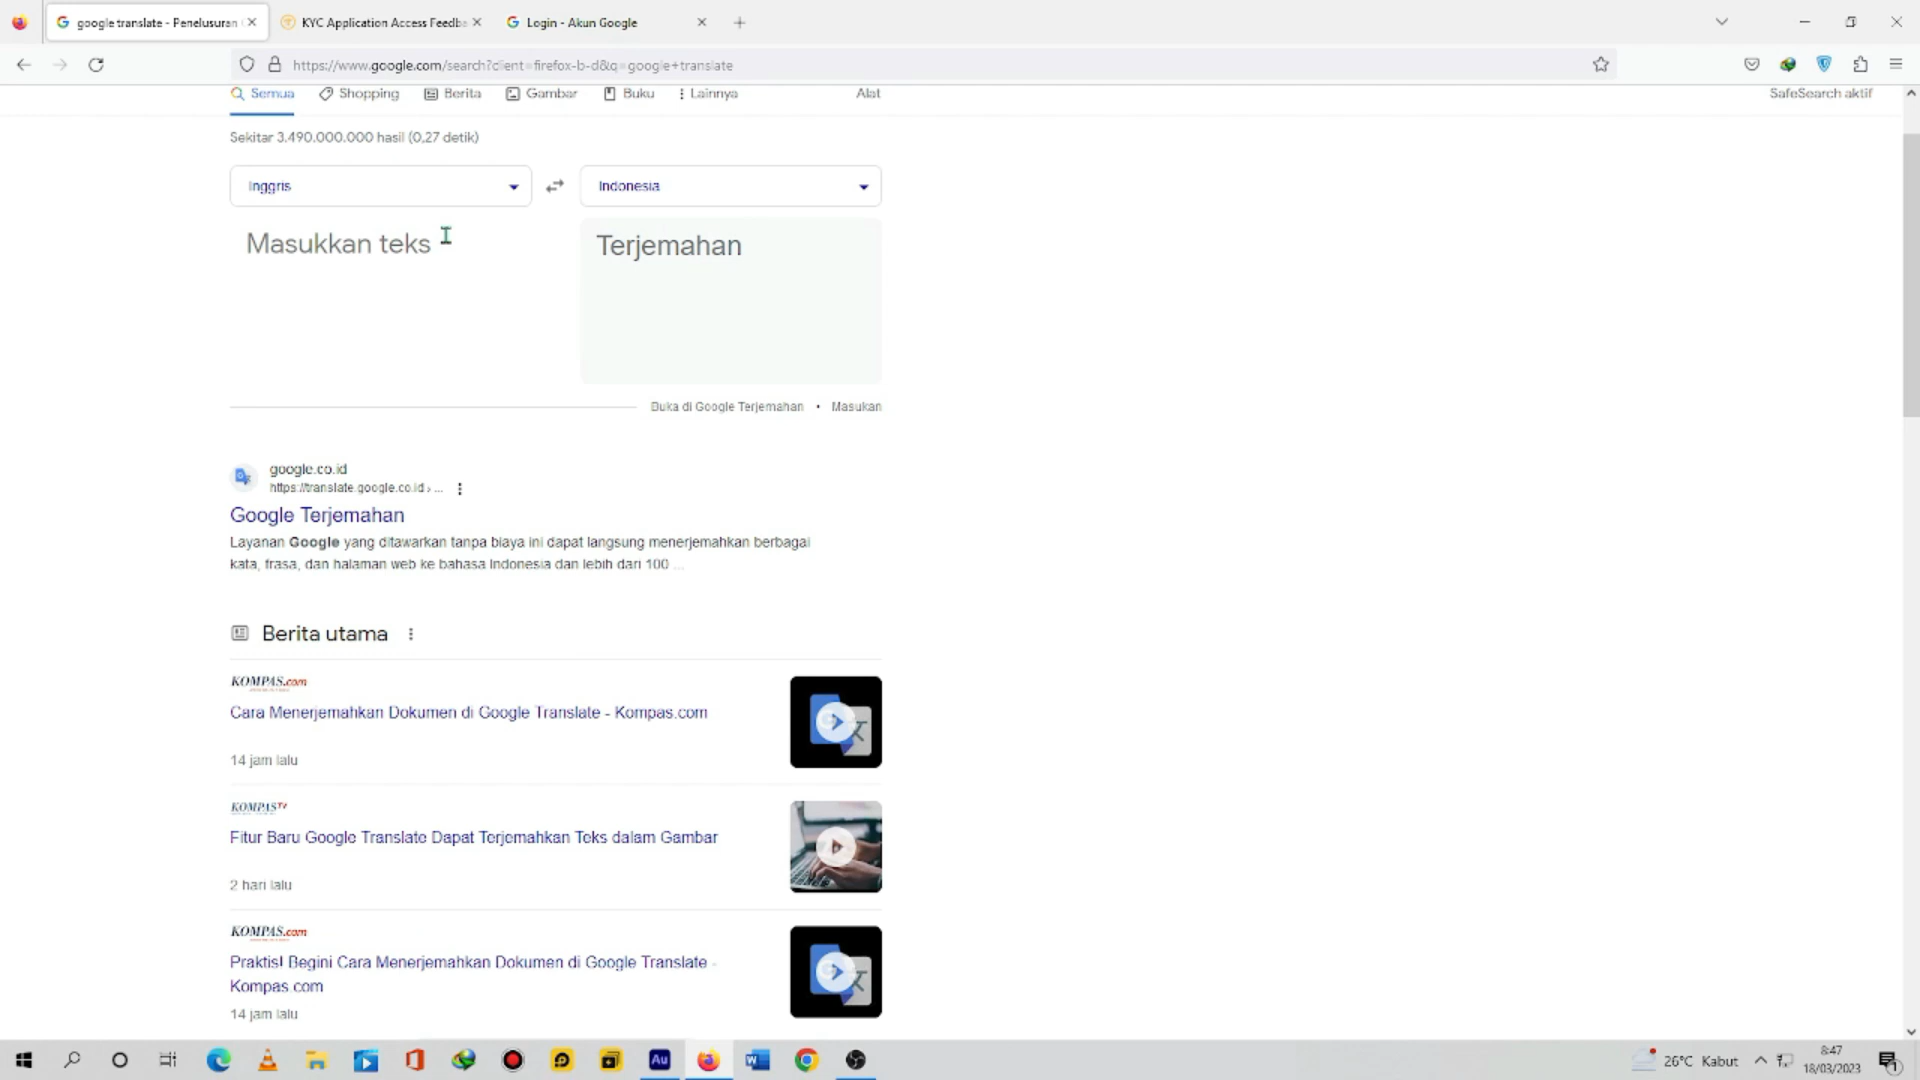 google translate - Penelusuran
KYC Application Access Feedba
Login - Akun Google
https://www.google.com/search?client=firefox-b-d&q=google+translate
Semua
Shopping
Berita
Gambar
Buku
Lainnya
Alat
SafeSearch aktif
Sekitar 3.490.000.000 hasil (0,27 detik)
Inggris
Indonesia
Masukkan teks
Terjemahan
Buka di Google Terjemahan • Masukan
google.co.id
https://translate.google.co.id › ...
Google Terjemahan
Layanan Google yang ditawarkan tanpa biaya ini dapat langsung menerjemahkan berbagai
kata, frasa, dan halaman web ke bahasa Indonesia dan lebih dari 100 ...
Berita utama
KOMPAS.com
Cara Menerjemahkan Dokumen di Google Translate - Kompas.com
14 jam lalu
KOMPASTV
Fitur Baru Google Translate Dapat Terjemahkan Teks dalam Gambar
2 hari lalu
KOMPAS.com
Praktis! Begini Cara Menerjemahkan Dokumen di Google Translate -
Kompas.com
14 jam lalu
Au
26°C Kabut
8:47
18/03/2023